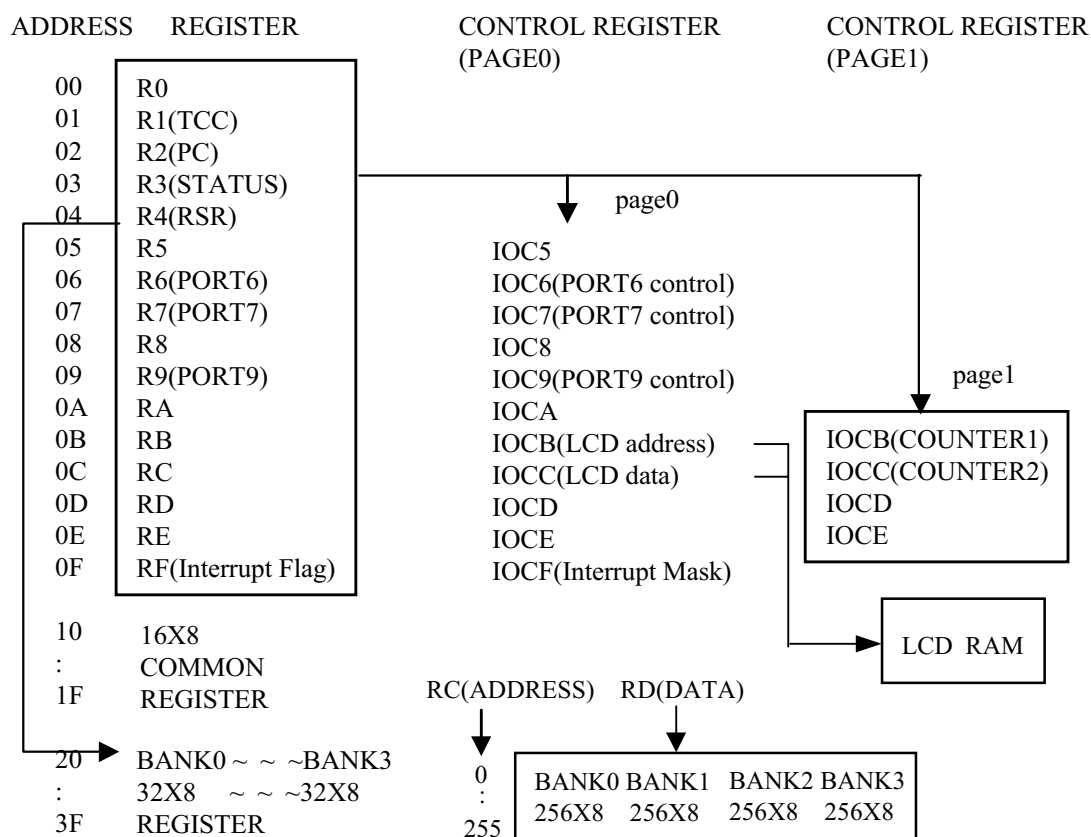 ADDRESS REGISTER CONTROL REGISTER CONTROL REGISTER
(PAGE0) (PAGE1)
00 R0
01 R1(TCC)
02 R2(PC)
03 R3(STATUS)
page0
04 R4(RSR)
05 R5 IOC5
06 R6(PORT6) IOC6(PORT6 control)
07 R7(PORT7) IOC7(PORT7 control)
08 R8 IOC8
09 R9(PORT9) IOC9(PORT9 control) page1
0A RA IOCA
0B RB IOCB(LCD address) IOCB(COUNTER1)
0C RC IOCC(LCD data) IOCC(COUNTER2)
0D RD IOCD IOCD
0E RE IOCE IOCE
0F RF(Interrupt Flag) IOCF(Interrupt Mask)
10 16X8
: COMMON LCD RAM
1F REGISTER RC(ADDRESS) RD(DATA)
20 BANK0 ~ ~ ~BANK3 0 BANK0 BANK1 BANK2 BANK3
: 32X8 ~ ~ ~32X8 : 256X8 256X8 256X8 256X8
3F REGISTER 255